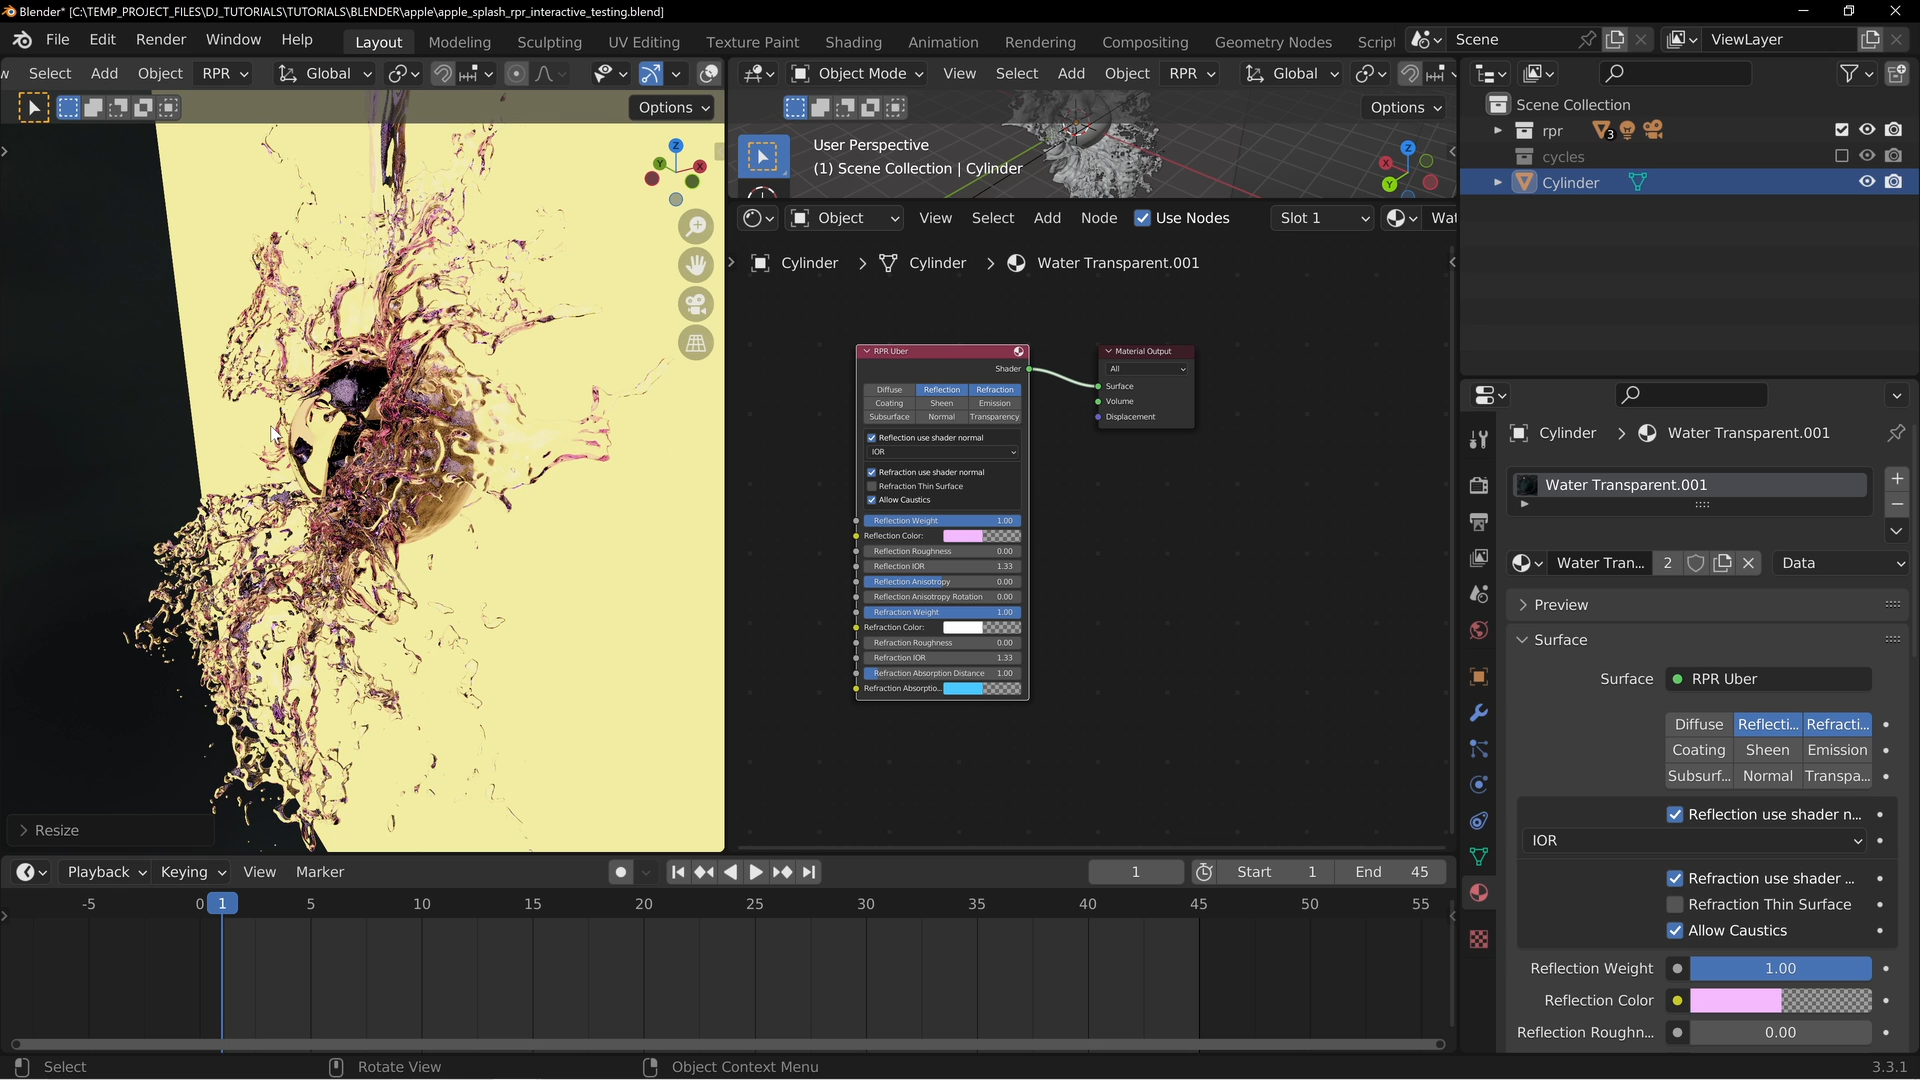 Blender* [C:\TEMP_PROJECT_FILES\DJ_TUTORIALS\TUTORIALS\BLENDER\apple\apple_splash_rpr_interactive_testing.blend]
File Edit Render Window Help Layout Modeling Sculpting UV Editing Texture Paint Shading Animation Rendering Compositing Geometry Nodes Script Scene ViewLayer
w Select Add Object RPR Global Object Mode View Select Add Object RPR Global
Options Options
Scene Collection
rpr 3
cycles
Cylinder
User Perspective
(1) Scene Collection | Cylinder
Z
Y
X
Z
X
Y
Object View Select Add Node Use Nodes Slot 1 Wat
Cylinder Cylinder Water Transparent.001
RPR Uber
Shader
Diffuse Reflection Refraction
Coating Sheen Emission
Subsurface Normal Transparency
Reflection use shader normal
IOR
Refraction use shader normal
Refraction Thin Surface
Allow Caustics
Reflection Weight 1.00
Reflection Color:
Reflection Roughness 0.00
Reflection IOR 1.33
Reflection Anisotropy 0.00
Reflection Anisotropy Rotation 0.00
Refraction Weight 1.00
Refraction Color:
Refraction Roughness 0.00
Refraction IOR 1.33
Refraction Absorption Distance 1.00
Refraction Absorptio...
Material Output
All
Surface
Volume
Displacement
Resize
Cylinder Water Transparent.001
Water Transparent.001
Water Tran... 2 Data
Preview
Surface
Surface RPR Uber
Diffuse Reflecti... Refracti...
Coating Sheen Emission
Subsurf... Normal Transpa...
Reflection use shader n...
IOR
Refraction use shader ...
Refraction Thin Surface
Allow Caustics
Reflection Weight 1.00
Reflection Color
Reflection Roughn... 0.00
Playback Keying View Marker 1 Start 1 End 45
-5 0 1 5 10 15 20 25 30 35 40 45 50 55
Select Rotate View Object Context Menu 3.3.1